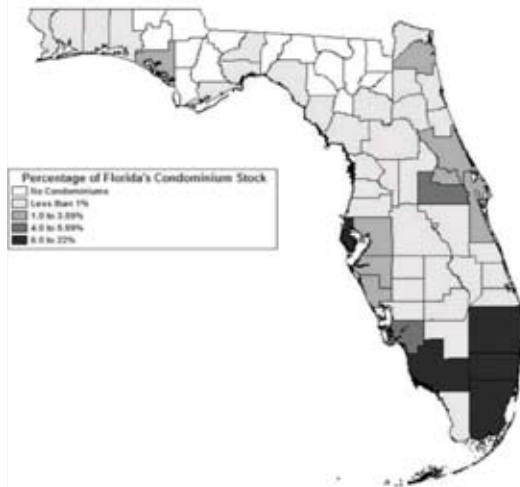 Percentage of Florida's Condominium Stock
No Condominiums
Less than 1%
1.0 to 3.99%
4.0 to 5.99%
6.0 to 22%